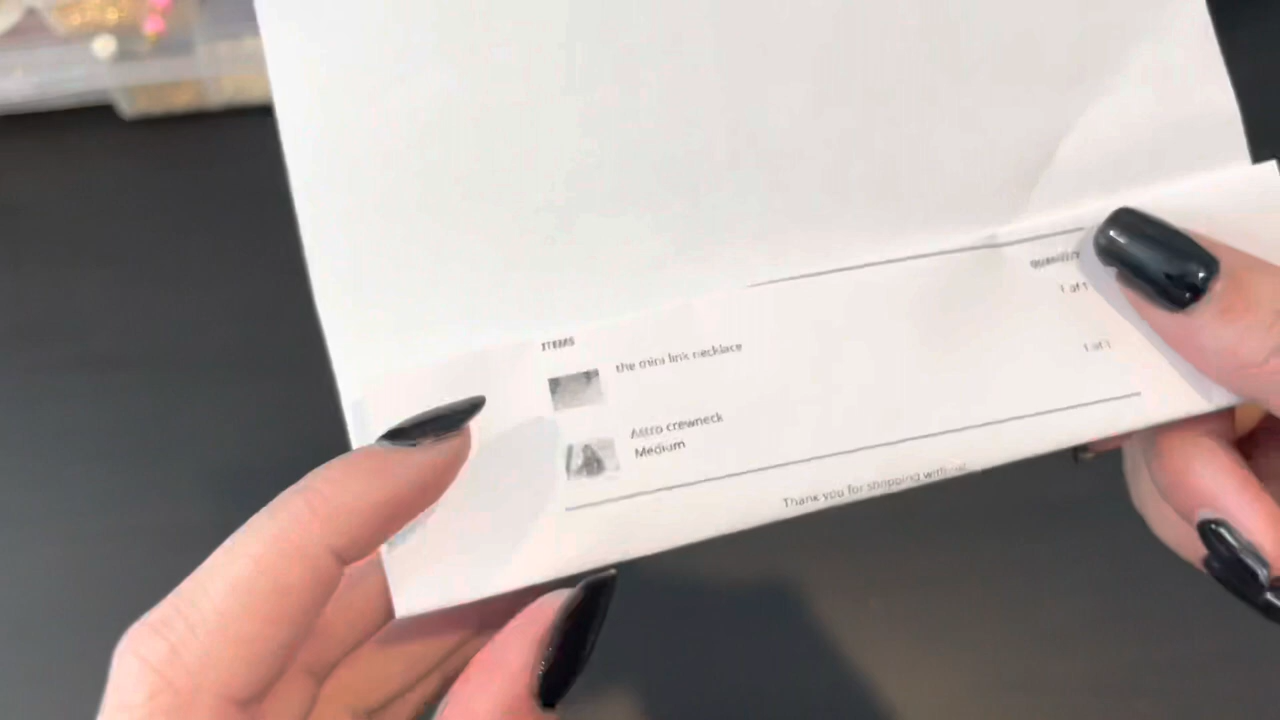 ITEMS
QUANTITY
the mini link necklace
1 of 1
Astro crewneck
Medium
1 of 1
Thank you for shopping with us!